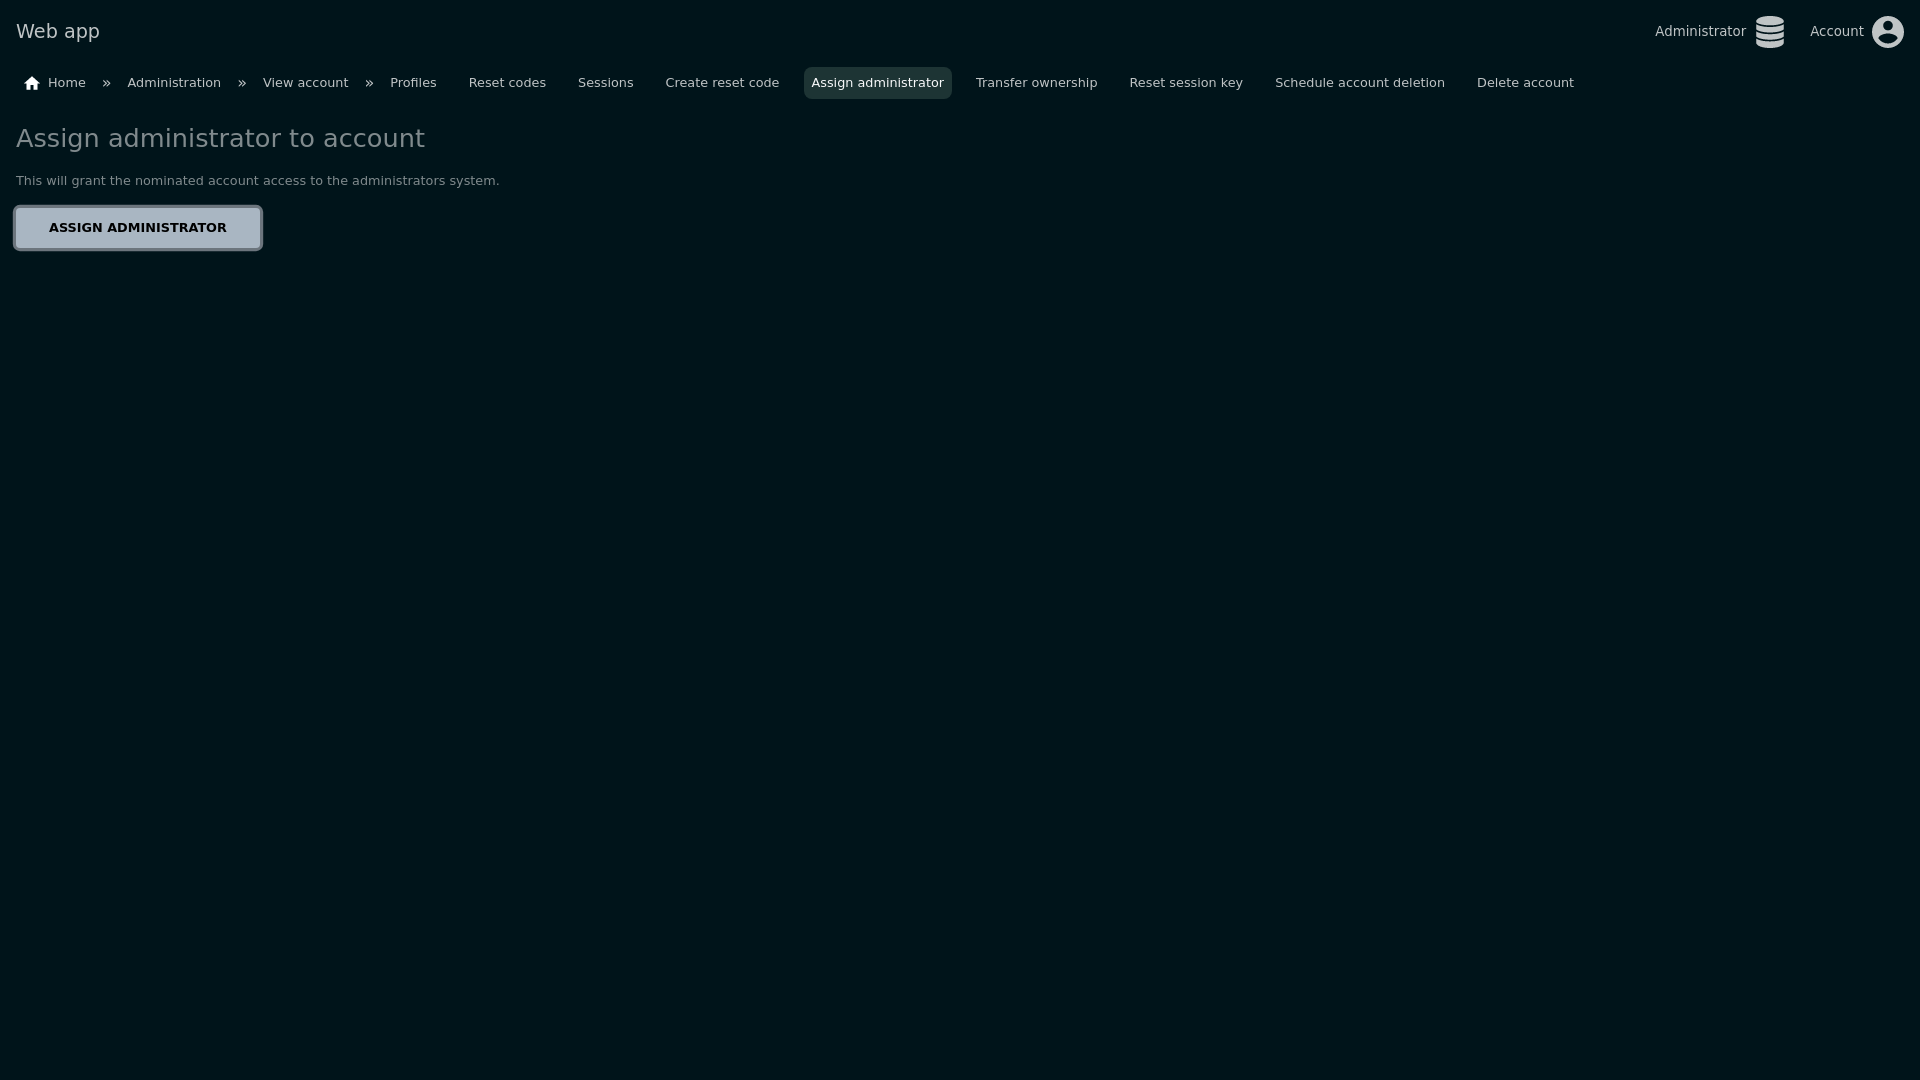 Web app
Administrator Account
Home » Administration » View account » Profiles Reset codes Sessions Create reset code Assign administrator Transfer ownership Reset session key Schedule account deletion Delete account
Assign administrator to account
This will grant the nominated account access to the administrators system.
ASSIGN ADMINISTRATOR